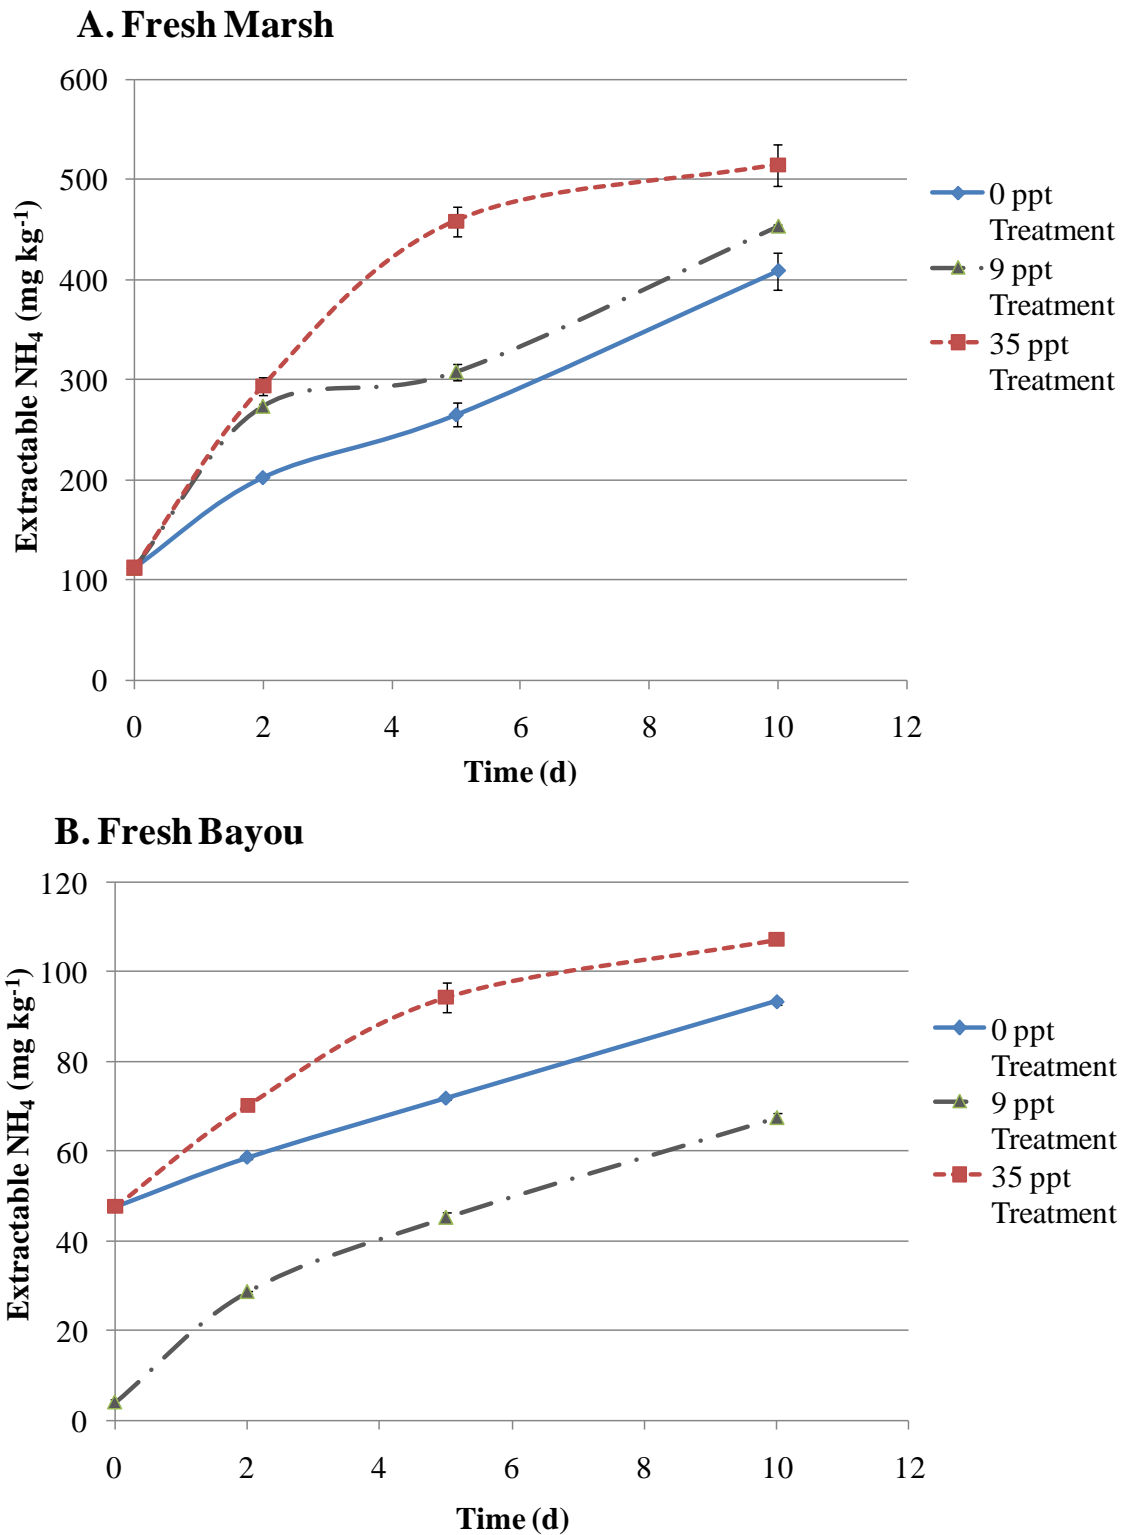 A. Fresh Marsh
600
500
400
300
200
100
0
Extractable NH4 (mg kg-1)
0 2 4 6 8 10 12
Time (d)
0 ppt
Treatment
9 ppt
Treatment
35 ppt
Treatment
B. Fresh Bayou
120
100
80
60
40
20
0
Extractable NH4 (mg kg-1)
0 2 4 6 8 10 12
Time (d)
0 ppt
Treatment
9 ppt
Treatment
35 ppt
Treatment